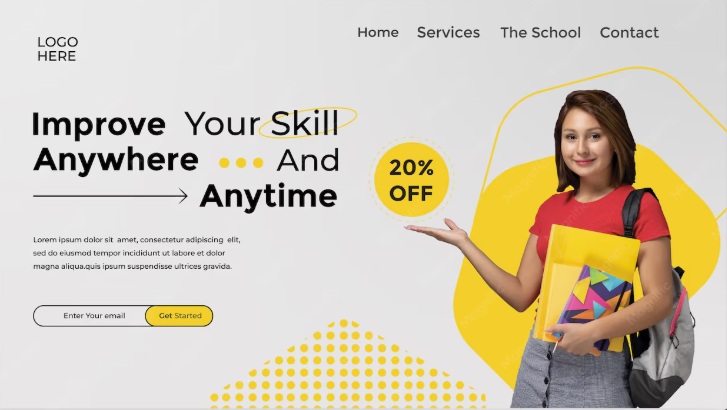 LOGO
HERE
Home Services The School Contact
Improve Your Skill
Anywhere And
Anytime
20%
OFF
Lorem ipsum dolor sit amet, consectetur adipiscing elit,
sed do eiusmod tempor incididunt ut labore et dolore
magna aliqua.quis ipsum suspendisse ultrices gravida.
Enter Your email Get Started